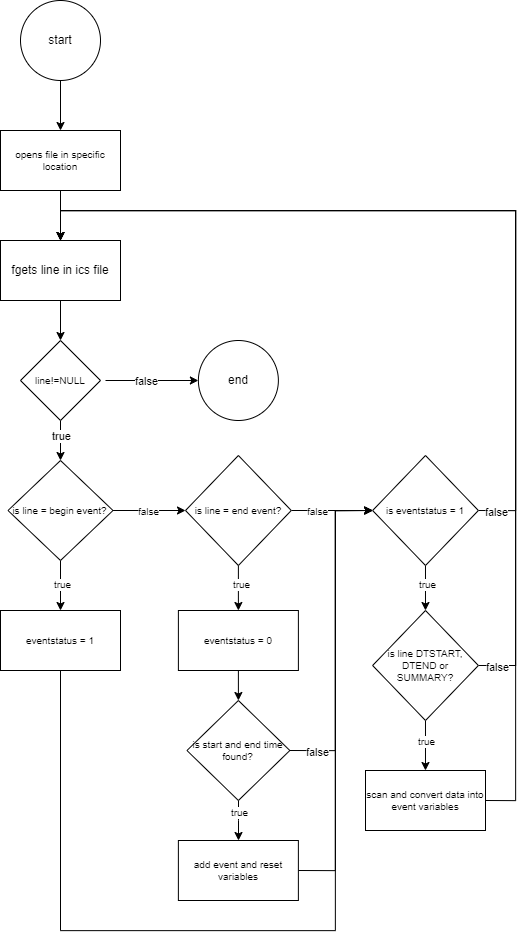 start
opens file in specific
location
fgets line in ics file
line!=NULL
false
end
true
is line = begin event?
false
is line = end event?
false
is eventstatus = 1
false
true
true
true
eventstatus = 1
eventstatus = 0
is line DTSTART,
DTEND or
SUMMARY?
false
is start and end time
found?
false
true
scan and convert data into
event variables
true
add event and reset
variables